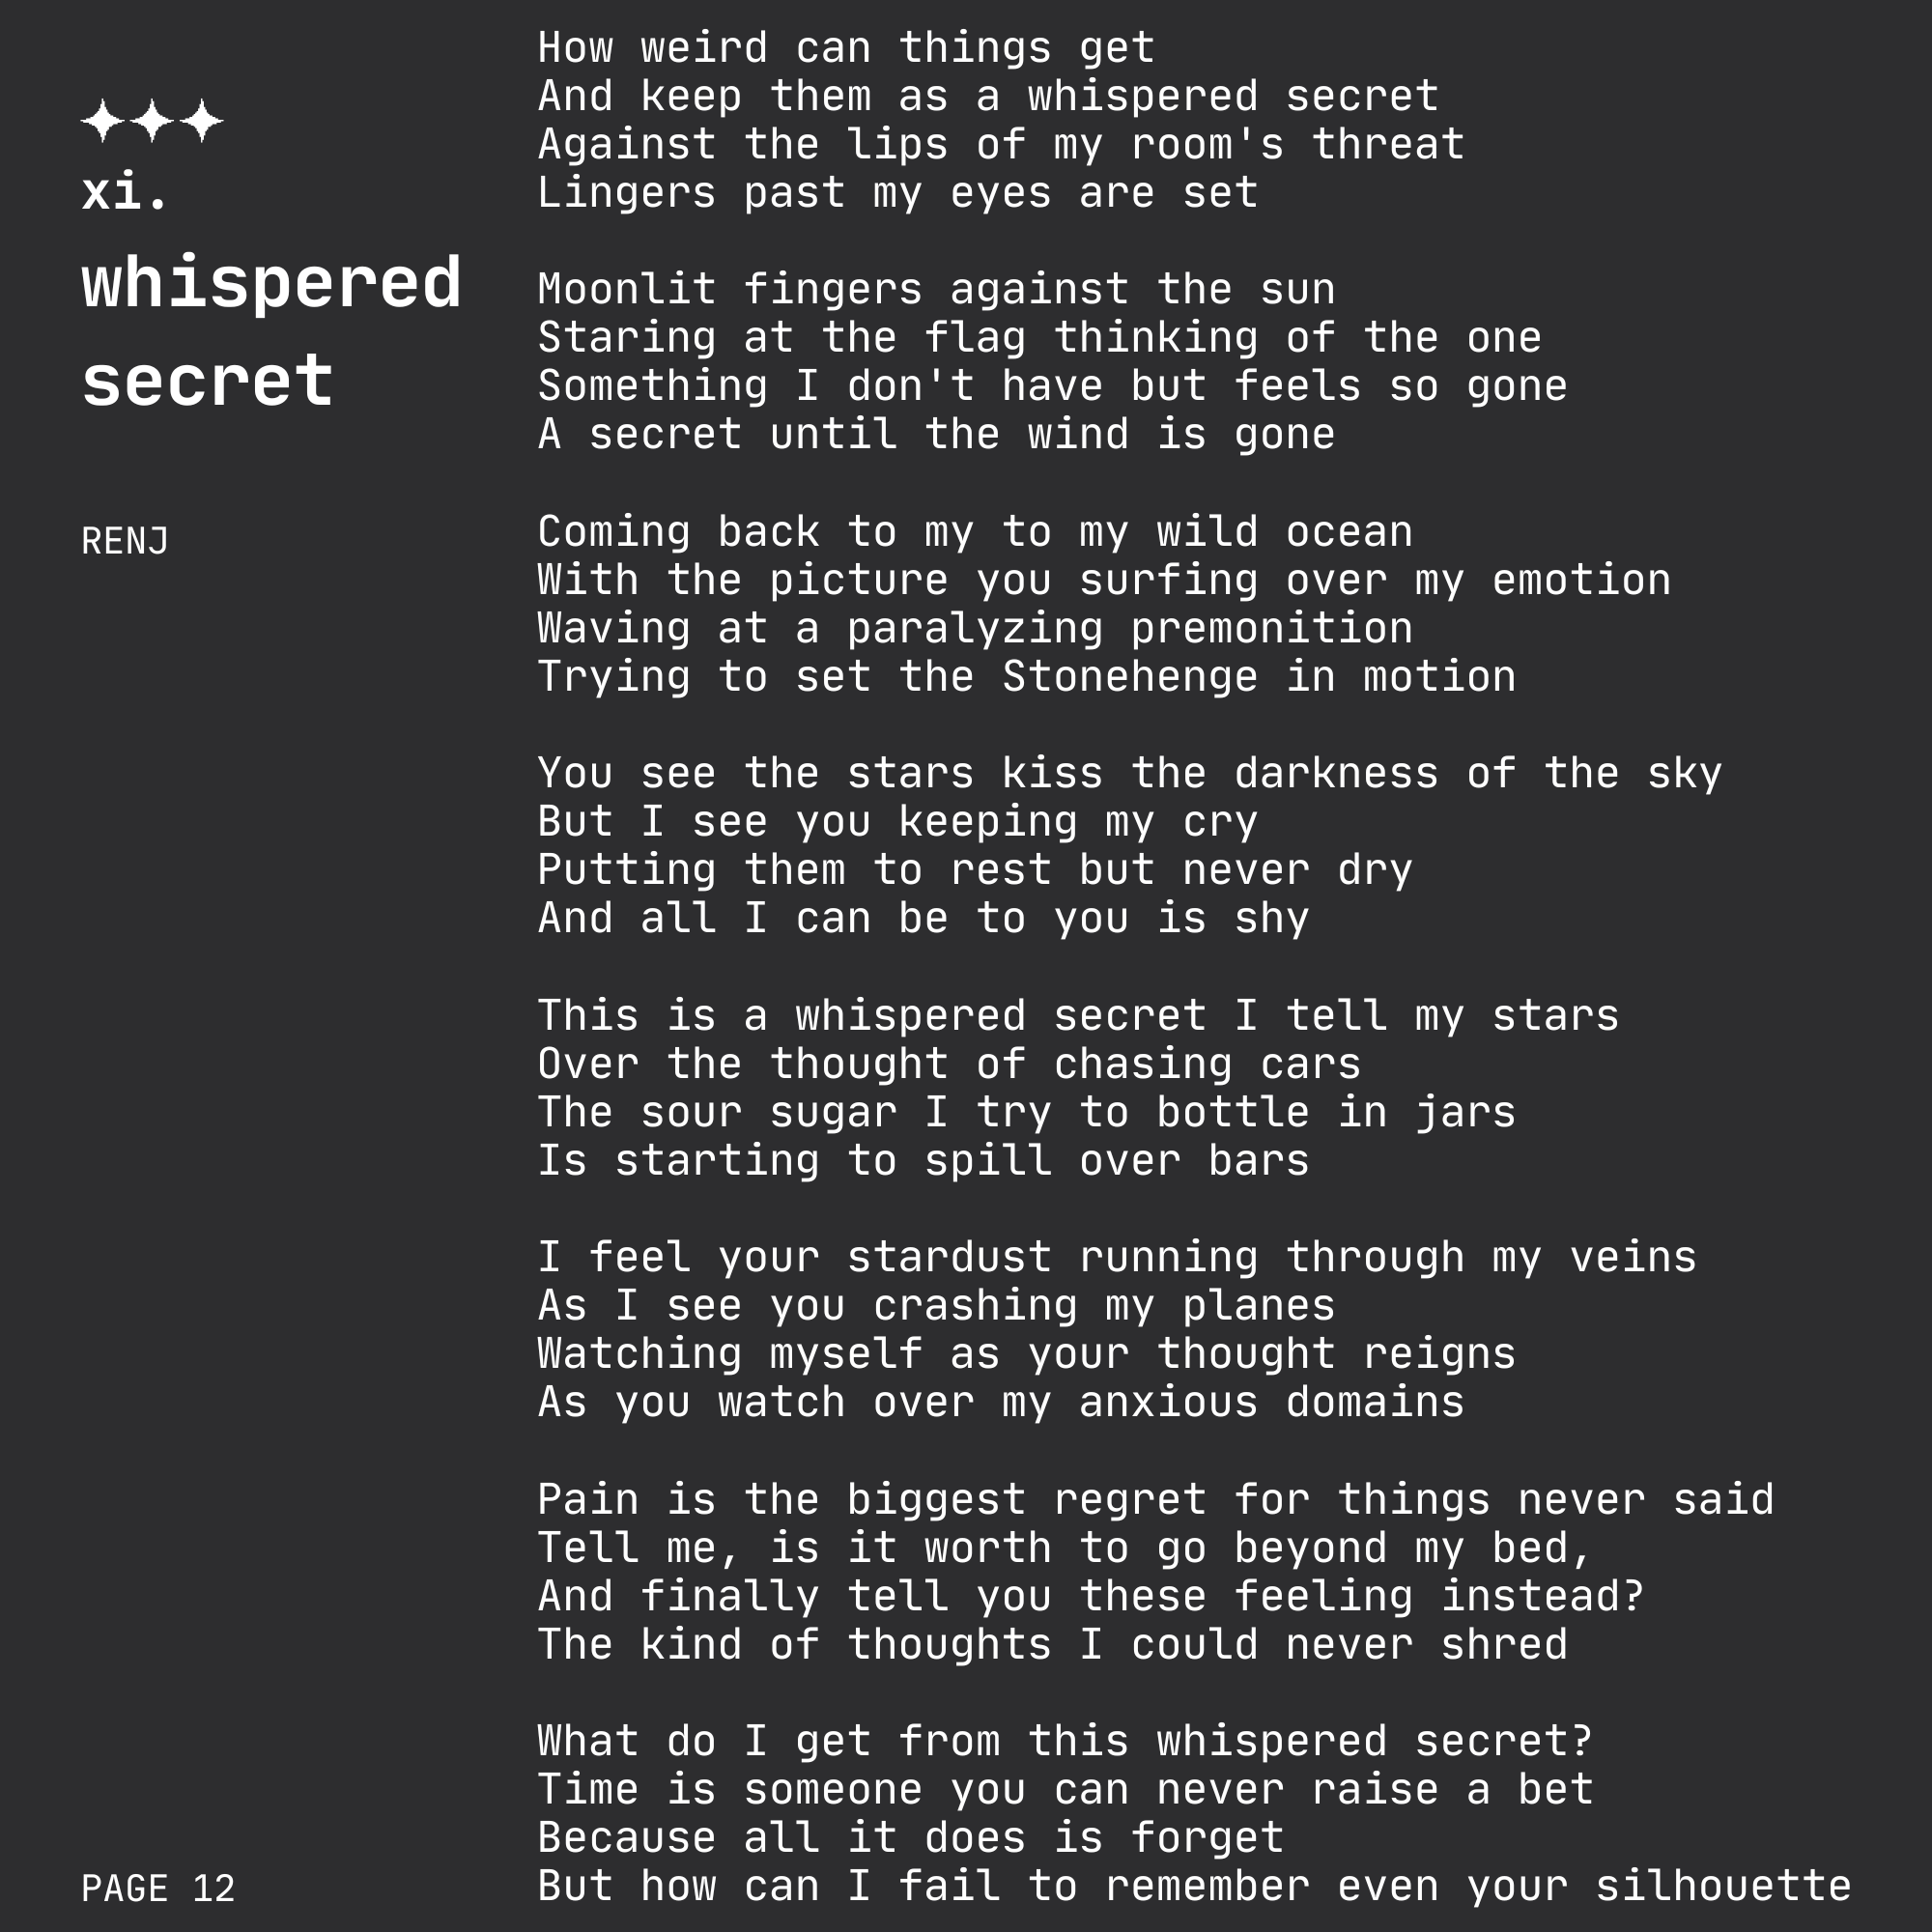 ✦✦✦
xi.
whispered
secret
RENJ
How weird can things get
And keep them as a whispered secret
Against the lips of my room's threat
Lingers past my eyes are set
Moonlit fingers against the sun
Staring at the flag thinking of the one
Something I don't have but feels so gone
A secret until the wind is gone
Coming back to my to my wild ocean
With the picture you surfing over my emotion
Waving at a paralyzing premonition
Trying to set the Stonehenge in motion
You see the stars kiss the darkness of the sky
But I see you keeping my cry
Putting them to rest but never dry
And all I can be to you is shy
This is a whispered secret I tell my stars
Over the thought of chasing cars
The sour sugar I try to bottle in jars
Is starting to spill over bars
I feel your stardust running through my veins
As I see you crashing my planes
Watching myself as your thought reigns
As you watch over my anxious domains
Pain is the biggest regret for things never said
Tell me, is it worth to go beyond my bed,
And finally tell you these feeling instead?
The kind of thoughts I could never shred
What do I get from this whispered secret?
Time is someone you can never raise a bet
Because all it does is forget
But how can I fail to remember even your silhouette
PAGE 12